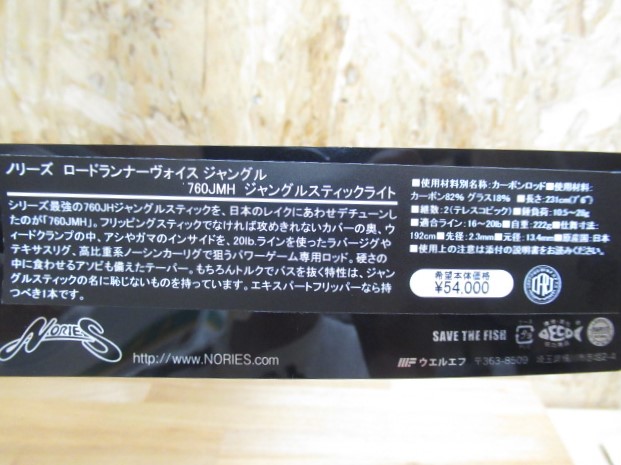 ノリーズ ロードランナーヴォイス ジャングル
760JMH ジャングルスティックライト
シリーズ最強の760JHジャングルスティックを、日本のレイクにあわせデチューンし
たのが「760JMH」。フリッピングスティックでなければ攻めきれないカバーの奥、ウ
ィードクランプの中、アシやガマのインサイドを、20lb.ラインを使ったラバージグや
テキサスリグ、高比重系ノーシンカーリグで狙うパワーゲーム専用ロッド。硬さの
中に食わせるアソビも備えたテーパー。もちろんトルクでバスを抜く特性は、ジャン
グルスティックの名に恥じないものを持っています。エキスパートフリッパーなら持
つべき1本です。
■使用材料別名称:カーボンロッド■使用材料:
カーボン82% グラス18% ■長さ:231cm(7'6")
■継数:2(テレスコピック)■錘負荷:10.5〜28g
■適合ライン:16〜20lb■自重:222g■仕舞寸法:
192cm■先径:2.3mm■元径:13.4mm■原産国:日本
■使用上の注意は添付の説明書をお読みください。
希望本体価格
¥54,000
NORIES
http://www.NORIES.com
SAVE THE FISH
ウエルエフ 〒363-8509